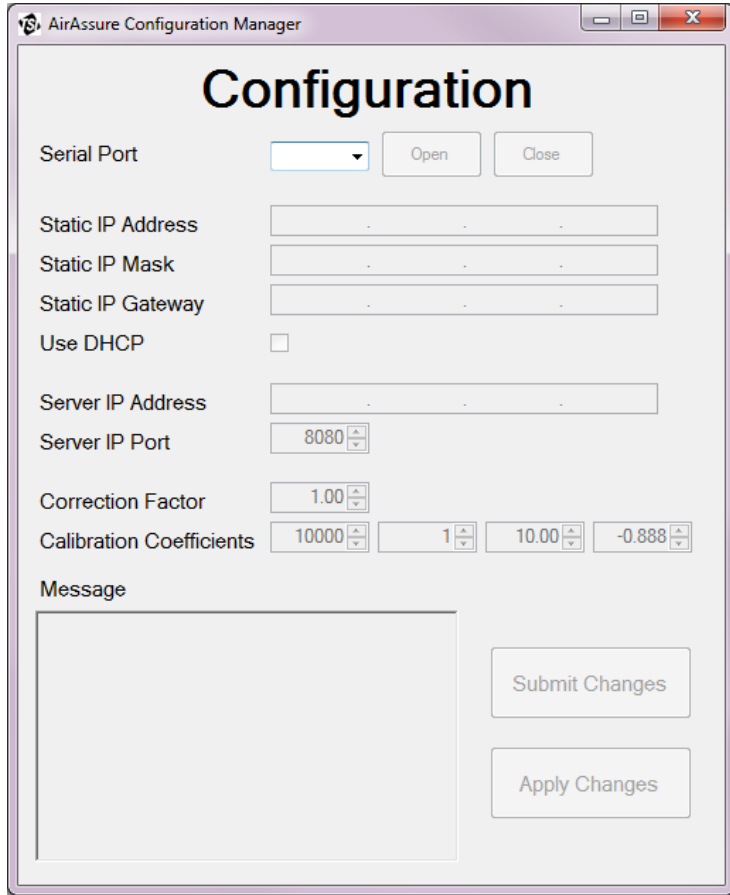 TSI AirAssure Configuration Manager
Configuration
Serial Port Open Close
Static IP Address . . .
Static IP Mask . . .
Static IP Gateway . . .
Use DHCP
Server IP Address . . .
Server IP Port 8080
Correction Factor 1.00
Calibration Coefficients 10000 1 10.00 -0.888
Message
Submit Changes
Apply Changes